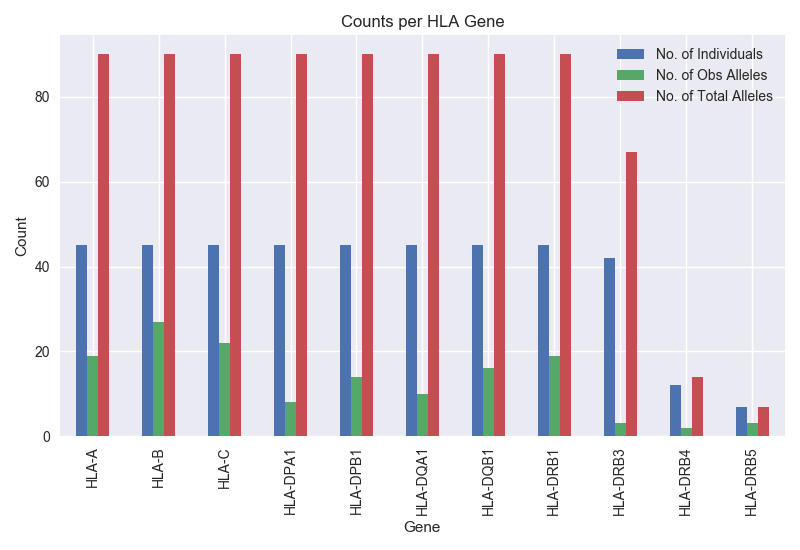 Counts per HLA Gene
No. of Individuals
No. of Obs Alleles
No. of Total Alleles
Count
80
60
40
20
0
HLA-A
HLA-B
HLA-C
HLA-DPA1
HLA-DPB1
HLA-DQA1
HLA-DQB1
HLA-DRB1
HLA-DRB3
HLA-DRB4
HLA-DRB5
Gene